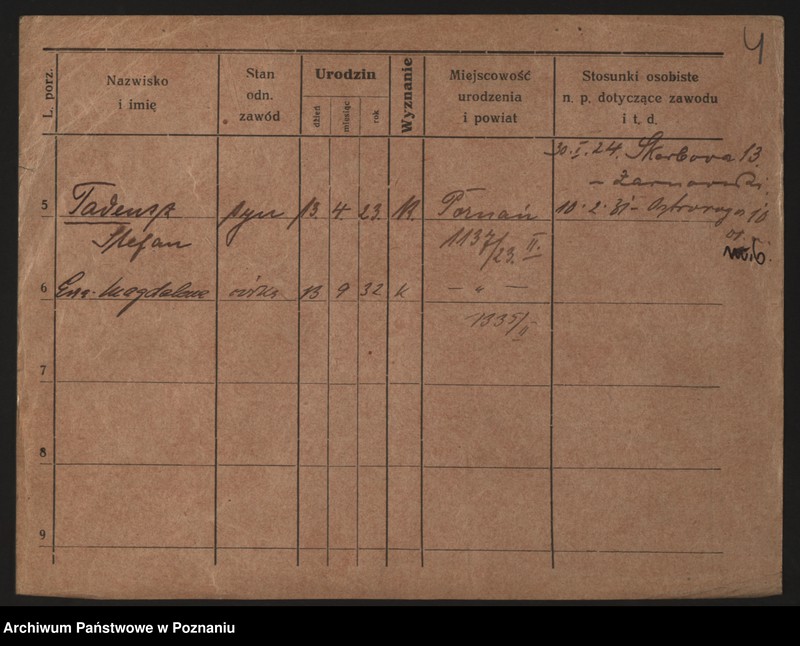 4
L. porz.
Nazwisko
i imię
Stan
odn.
zawód
Urodzin
dzień
miesiąc
rok
Wyznanie
Miejscowość
urodzenia
i powiat
Stosunki osobiste
n. p. dotyczące zawodu
i t. d.
30.I.24. Skarbowa 13.
5 Tadeusz syn 13 4 23. K. Poznań 10.2.31 - Ostroroga 10
Stefan 1137/23. II.
m. 6.
6 Ewa-Magdalena córka 13 9 32 K — „ —
1335/II
7
8
9
Archiwum Państwowe w Poznaniu